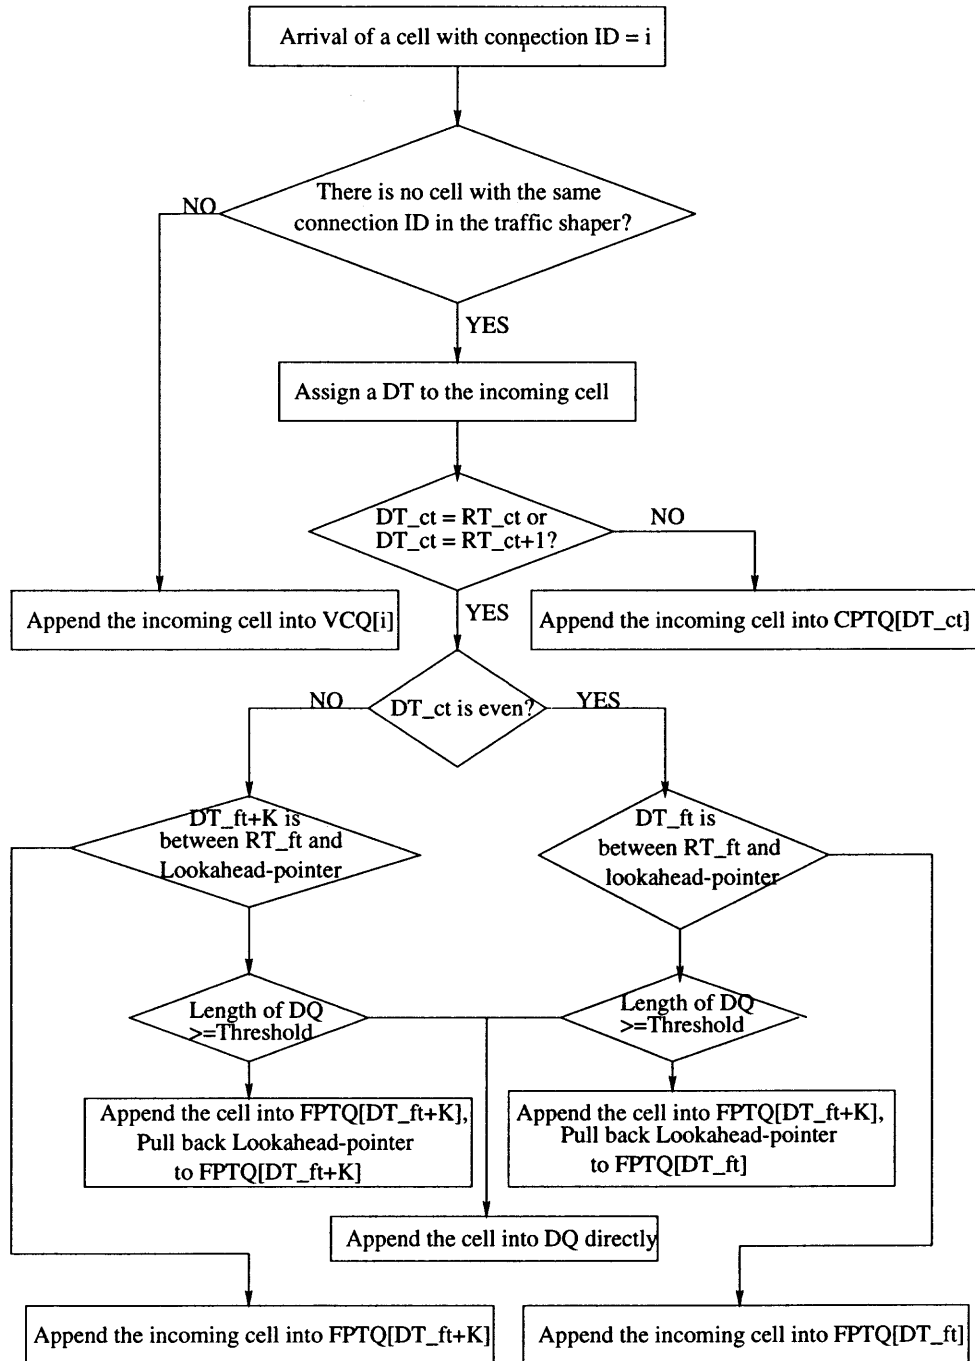 Arrival of a cell with connection ID = i
There is no cell with the same
connection ID in the traffic shaper?
NO
YES
Assign a DT to the incoming cell
DT_ct = RT_ct or
DT_ct = RT_ct+1?
NO
YES
Append the incoming cell into VCQ[i]
Append the incoming cell into CPTQ[DT_ct]
DT_ct is even?
NO
YES
DT_ft+K is
between RT_ft and
Lookahead-pointer
DT_ft is
between RT_ft and
lookahead-pointer
Length of DQ
>=Threshold
Length of DQ
>=Threshold
Append the cell into FPTQ[DT_ft+K],
Pull back Lookahead-pointer
to FPTQ[DT_ft+K]
Append the cell into FPTQ[DT_ft+K],
Pull back Lookahead-pointer
to FPTQ[DT_ft]
Append the cell into DQ directly
Append the incoming cell into FPTQ[DT_ft+K]
Append the incoming cell into FPTQ[DT_ft]